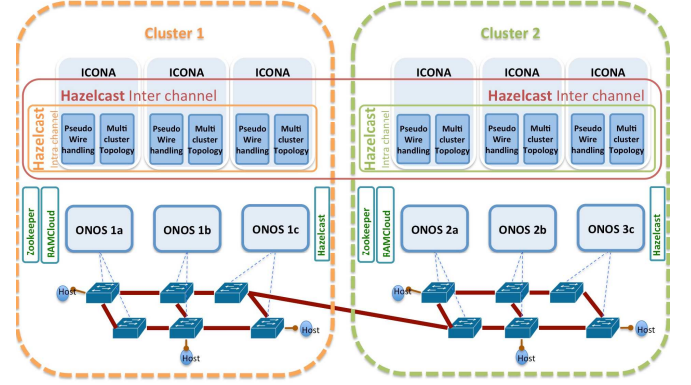 Cluster 1
Cluster 2
ICONA
ICONA
ICONA
ICONA
ICONA
ICONA
Hazelcast Inter channel
Hazelcast Inter channel
Hazelcast
Intra channel
Pseudo
Wire
handling
Multi
cluster
Topology
Pseudo
Wire
handling
Multi
cluster
Topology
Pseudo
Wire
handling
Multi
cluster
Topology
Hazelcast
Intra channel
Pseudo
Wire
handling
Multi
cluster
Topology
Pseudo
Wire
handling
Multi
cluster
Topology
Pseudo
Wire
handling
Multi
cluster
Topology
Zookeeper
RAMCloud
ONOS 1a
ONOS 1b
ONOS 1c
Hazelcast
Zookeeper
RAMCloud
ONOS 2a
ONOS 2b
ONOS 3c
Hazelcast
Host
Host
Host
Host
Host
Host